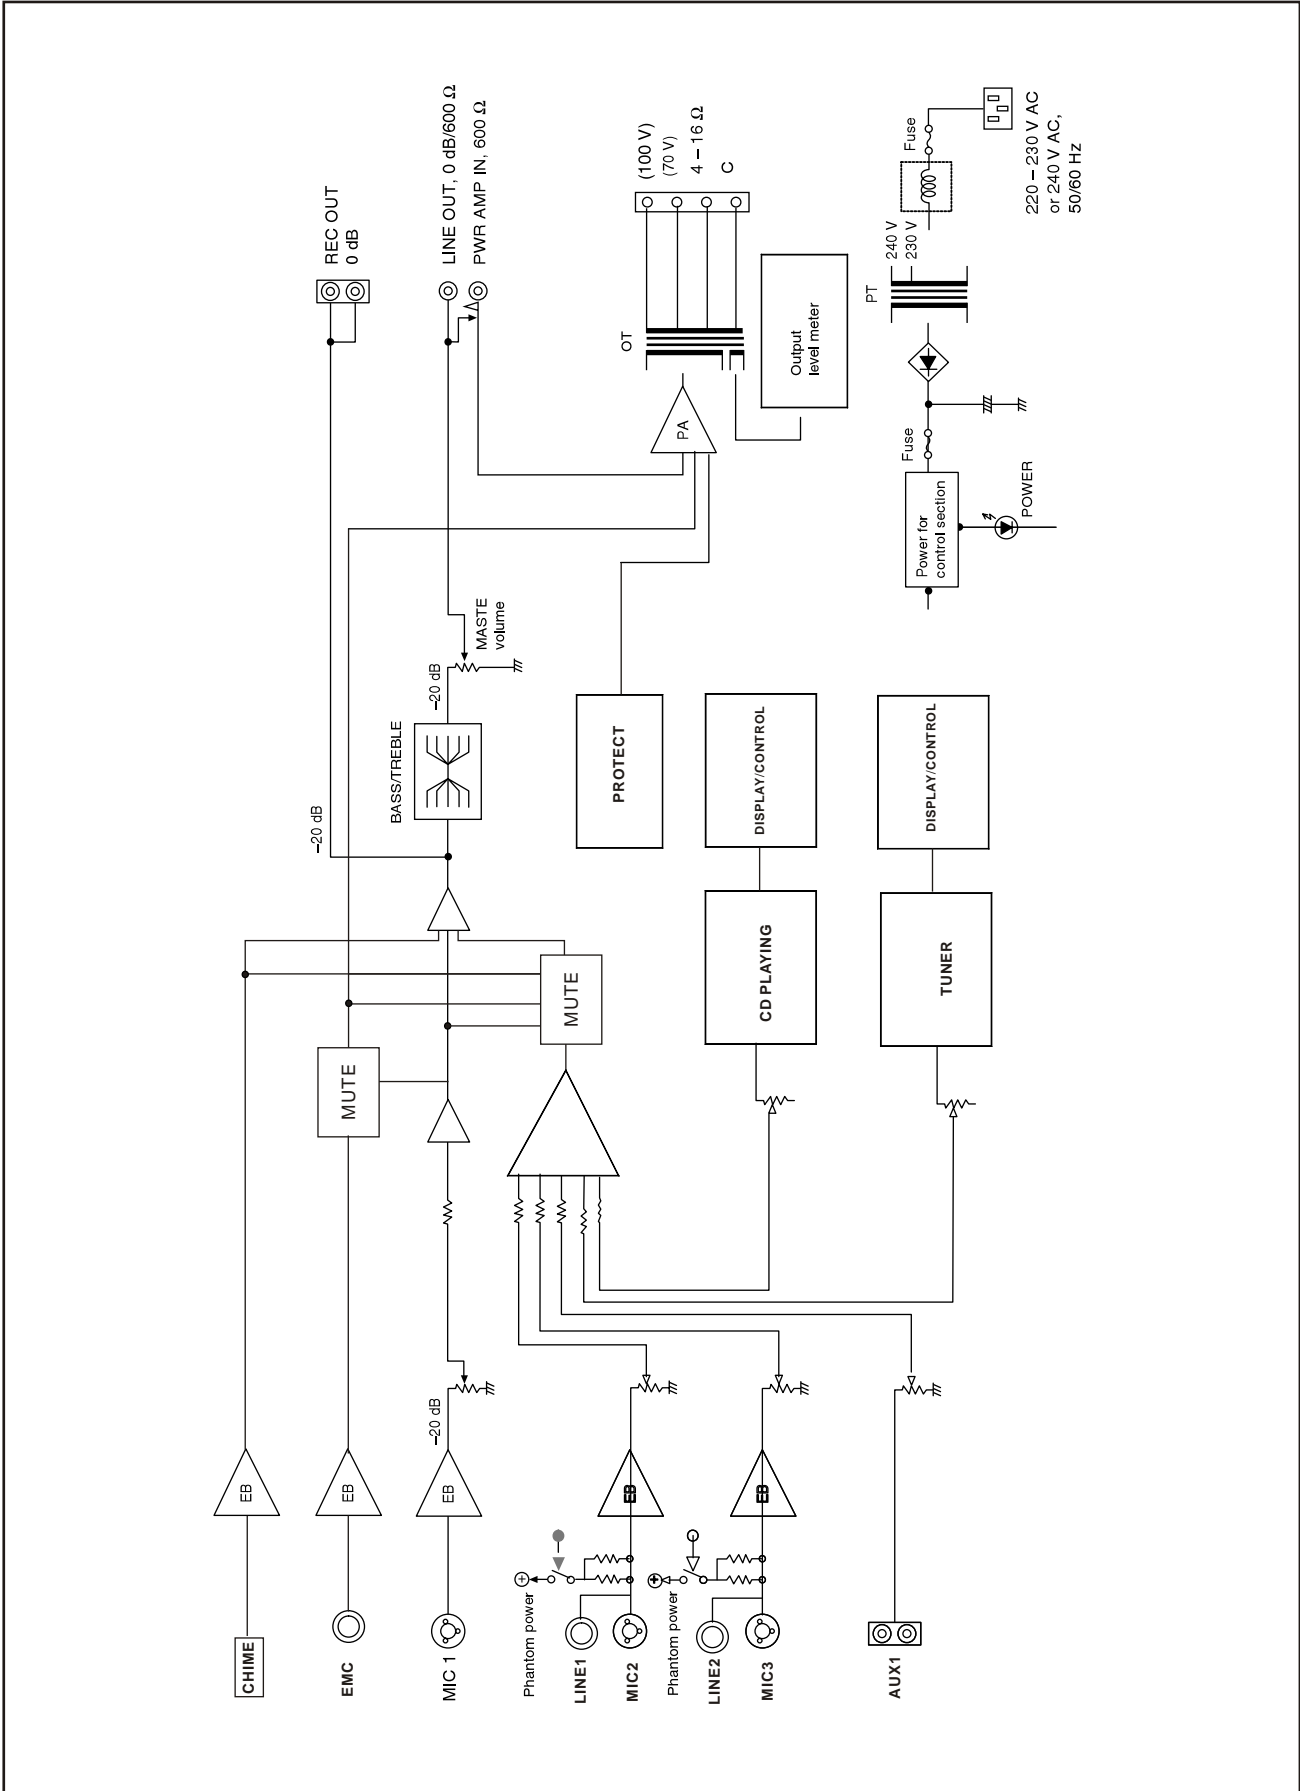 REC OUT
0 dB
LINE OUT, 0 dB/600 Ω
PWR AMP IN, 600 Ω
(100 V)
(70 V)
4 – 16 Ω
C
Fuse
220 – 230 V AC
or 240 V AC,
50/60 Hz
240 V
230 V
PT
OT
Output
level meter
PA
Fuse
Power for
control section
POWER
MASTE
volume
–20 dB
BASS/TREBLE
–20 dB
PROTECT
DISPLAY/CONTROL
DISPLAY/CONTROL
CD PLAYING
TUNER
MUTE
MUTE
–20 dB
EB
EB
EB
EB
EB
CHIME
EMC
MIC 1
Phantom power
LINE1
MIC2
Phantom power
LINE2
MIC3
AUX1